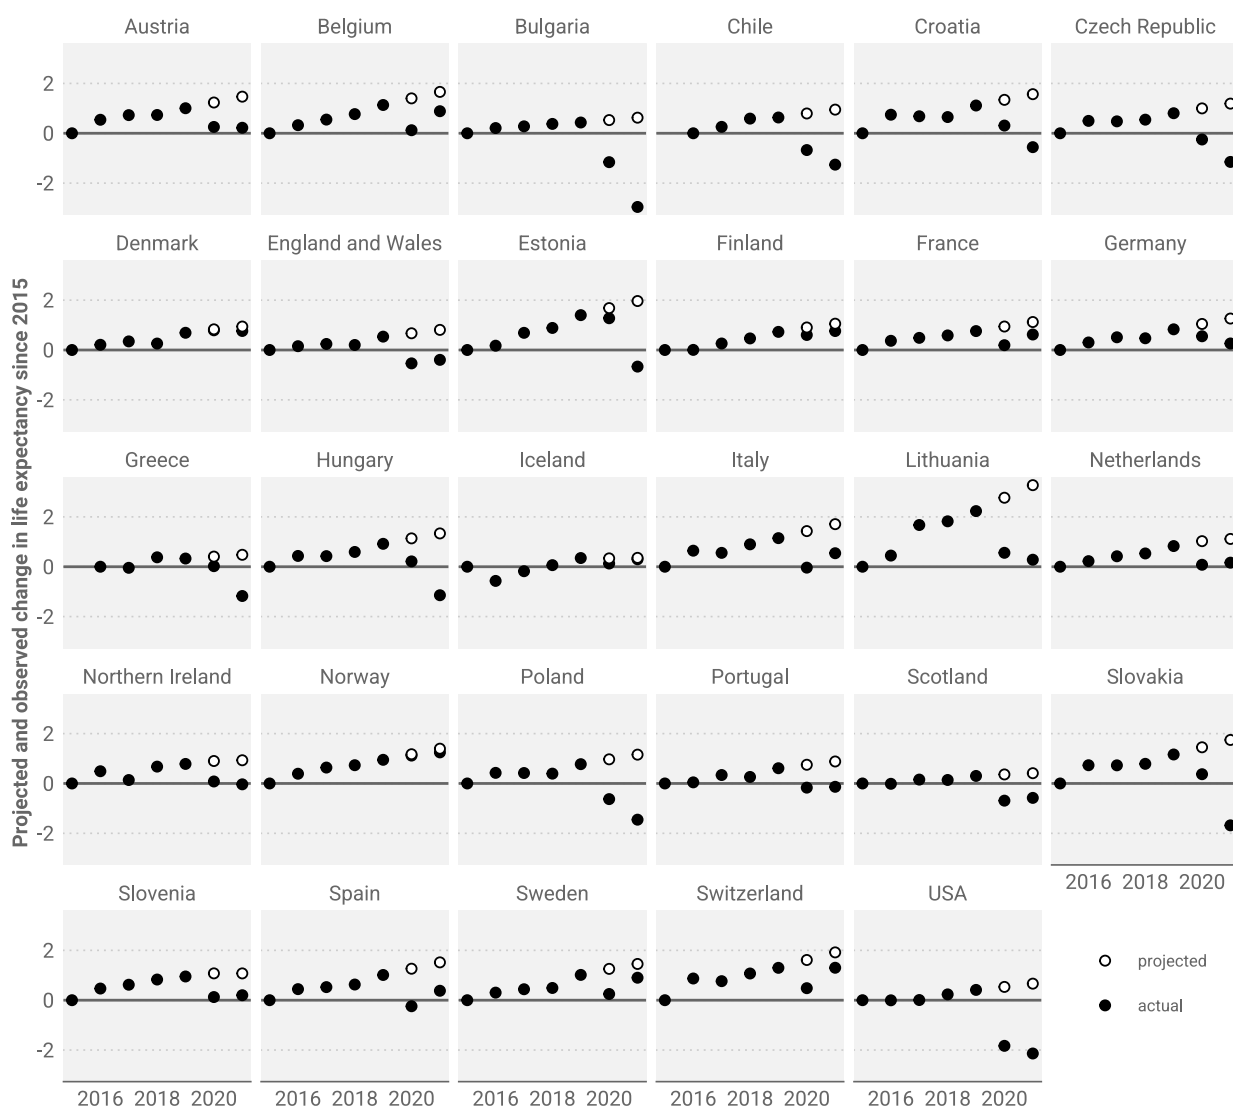 Projected and observed change in life expectancy since 2015
Austria
Belgium
Bulgaria
Chile
Croatia
Czech Republic
2
0
-2
Denmark
England and Wales
Estonia
Finland
France
Germany
2
0
-2
Greece
Hungary
Iceland
Italy
Lithuania
Netherlands
2
0
-2
Northern Ireland
Norway
Poland
Portugal
Scotland
Slovakia
2
0
-2
2016 2018 2020
Slovenia
Spain
Sweden
Switzerland
USA
2
0
-2
2016 2018 2020
2016 2018 2020
2016 2018 2020
2016 2018 2020
2016 2018 2020
projected
actual